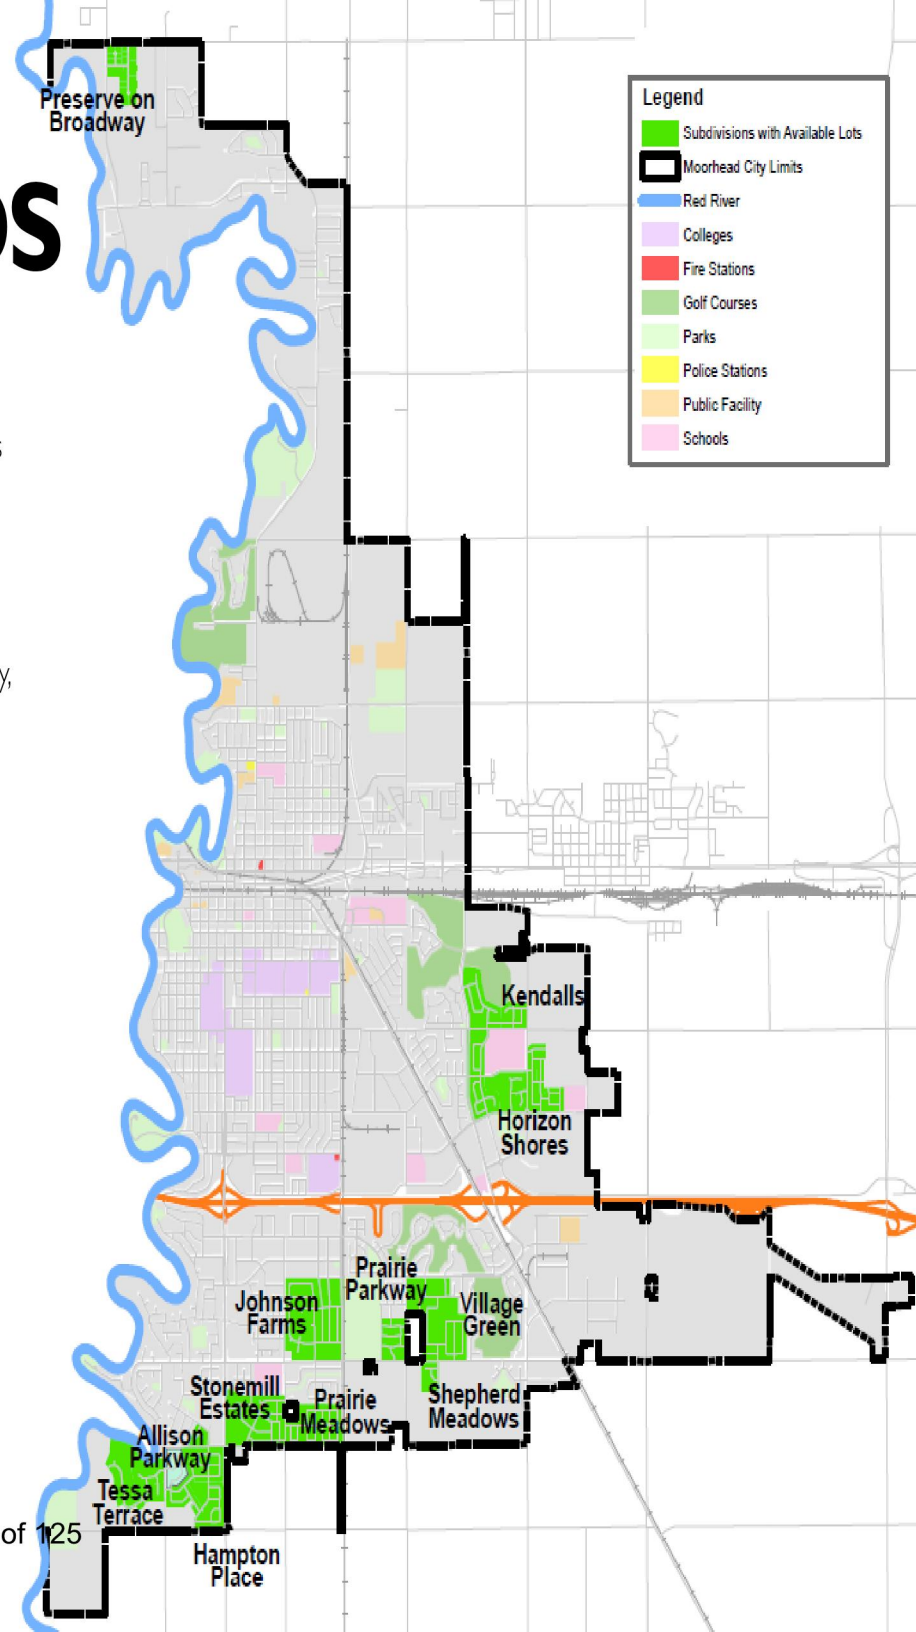 Preserve on
Broadway
Legend
Subdivisions with Available Lots
Moorhead City Limits
Red River
Colleges
Fire Stations
Golf Courses
Parks
Police Stations
Public Facility
Schools
s
y,
Kendalls
Horizon
Shores
Prairie
Parkway
Johnson
Farms
Village
Green
Stonemill
Estates
Prairie
Meadows
Shepherd
Meadows
Allison
Parkway
Tessa
Terrace
of 125
Hampton
Place